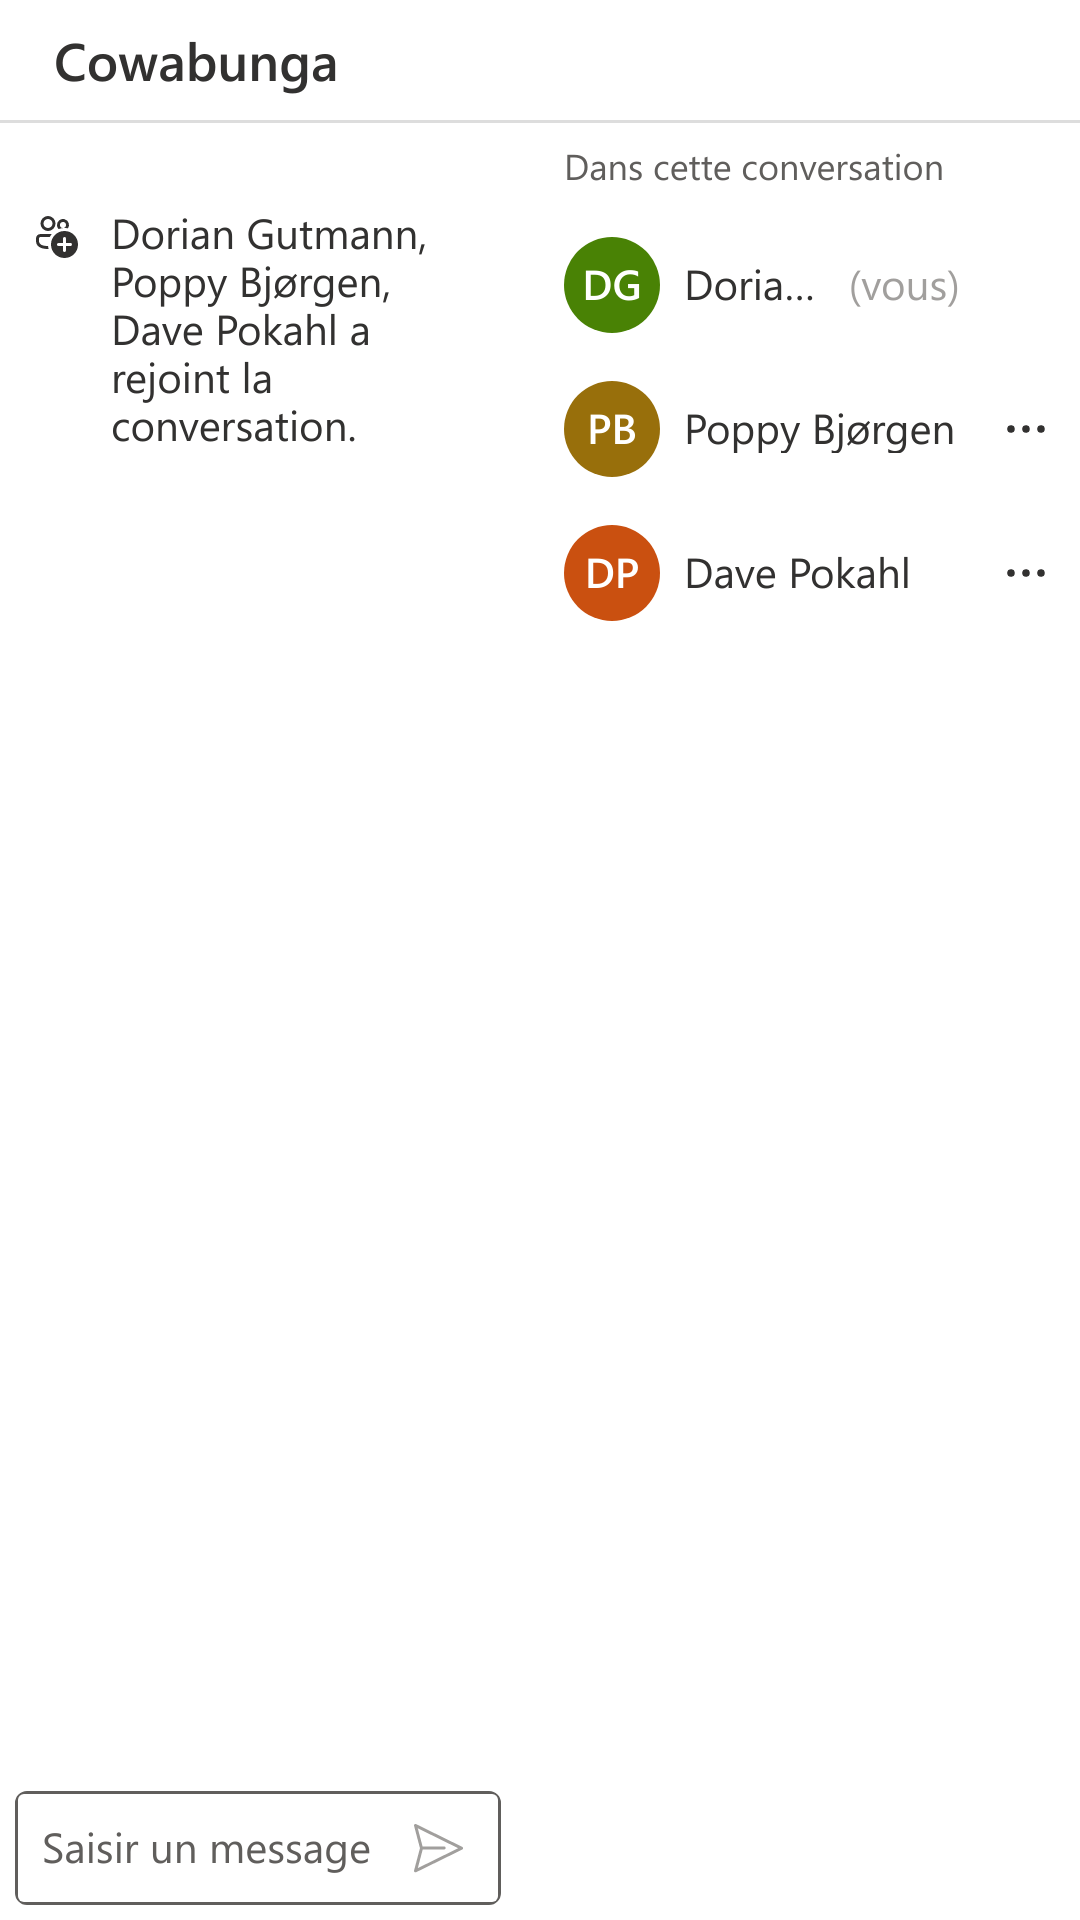 Cowabunga
Dorian Gutmann,
Poppy Bjørgen,
Dave Pokahl a
rejoint la
conversation.
Dans cette conversation
DG Doria... (vous)
PB Poppy Bjørgen
DP Dave Pokahl
Saisir un message